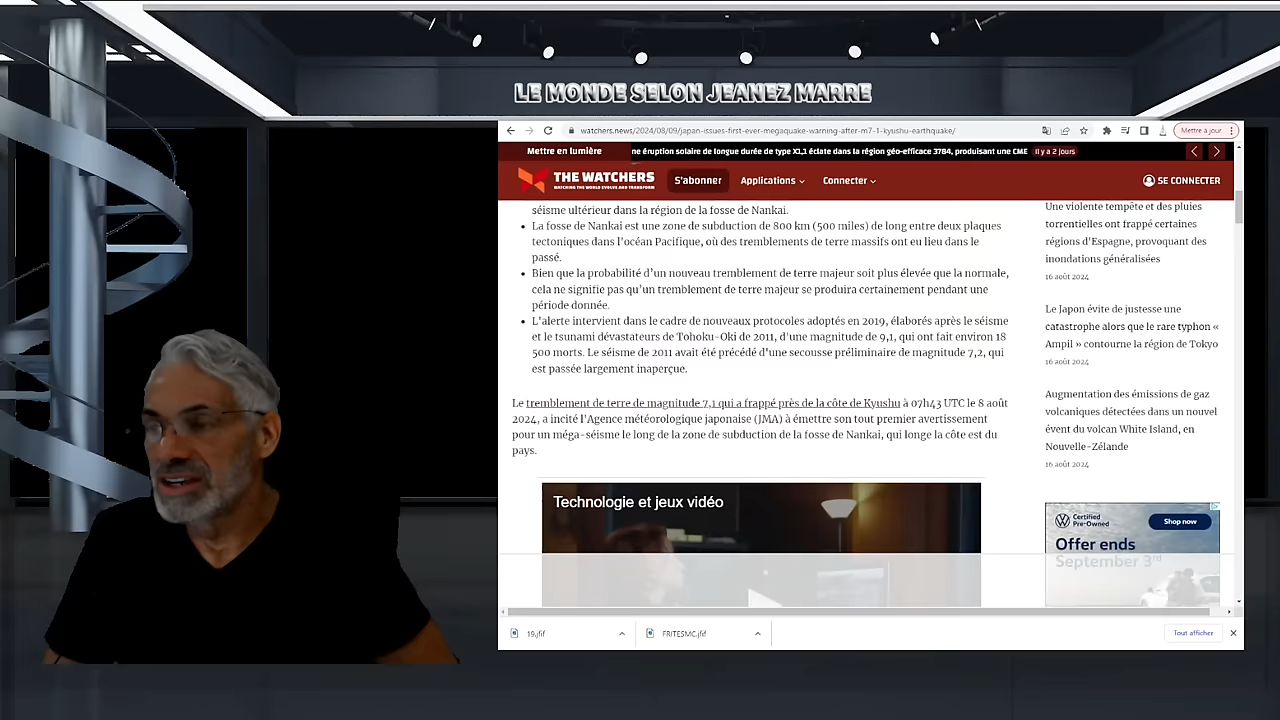 LE MONDE SELON JEANEZ MARRE
watchers.news/2024/08/09/japan-issues-first-ever-megaquake-warning-after-m7-1-kyushu-earthquake/
Mettre à jour
Mettre en lumière
ne éruption solaire de longue durée de type X1,1 éclate dans la région géo-efficace 3784, produisant une CME
Il y a 2 jours
THE WATCHERS
WATCHING THE WORLD EVOLVE AND TRANSFORM
S'abonner
Applications
Connecter
SE CONNECTER
séisme ultérieur dans la région de la fosse de Nankai.
• La fosse de Nankai est une zone de subduction de 800 km (500 miles) de long entre deux plaques
tectoniques dans l'océan Pacifique, où des tremblements de terre massifs ont eu lieu dans le
passé.
• Bien que la probabilité d’un nouveau tremblement de terre majeur soit plus élevée que la normale,
cela ne signifie pas qu’un tremblement de terre majeur se produira certainement pendant une
période donnée.
• L'alerte intervient dans le cadre de nouveaux protocoles adoptés en 2019, élaborés après le séisme
et le tsunami dévastateurs de Tohoku-Oki de 2011, d'une magnitude de 9,1, qui ont fait environ 18
500 morts. Le séisme de 2011 avait été précédé d'une secousse préliminaire de magnitude 7,2, qui
est passée largement inaperçue.
Le tremblement de terre de magnitude 7,1 qui a frappé près de la côte de Kyushu à 07h43 UTC le 8 août
2024, a incité l'Agence météorologique japonaise (JMA) à émettre son tout premier avertissement
pour un méga-séisme le long de la zone de subduction de la fosse de Nankai, qui longe la côte est du
pays.
Technologie et jeux vidéo
Une violente tempête et des pluies
torrentielles ont frappé certaines
régions d'Espagne, provoquant des
inondations généralisées
16 août 2024
Le Japon évite de justesse une
catastrophe alors que le rare typhon «
Ampil » contourne la région de Tokyo
16 août 2024
Augmentation des émissions de gaz
volcaniques détectées dans un nouvel
évent du volcan White Island, en
Nouvelle-Zélande
16 août 2024
Certified
Pre-Owned
Shop now
Offer ends
September 3rd
19.jfif
FRITESMC.jfif
Tout afficher